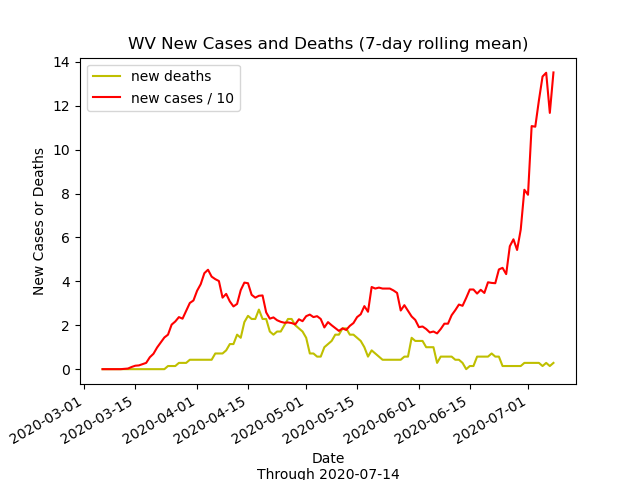 WV New Cases and Deaths (7-day rolling mean)
new deaths
new cases / 10
14
12
10
8
6
4
2
0
New Cases or Deaths
2020-03-01
2020-03-15
2020-04-01
2020-04-15
2020-05-01
2020-05-15
2020-06-01
2020-06-15
2020-07-01
Date
Through 2020-07-14